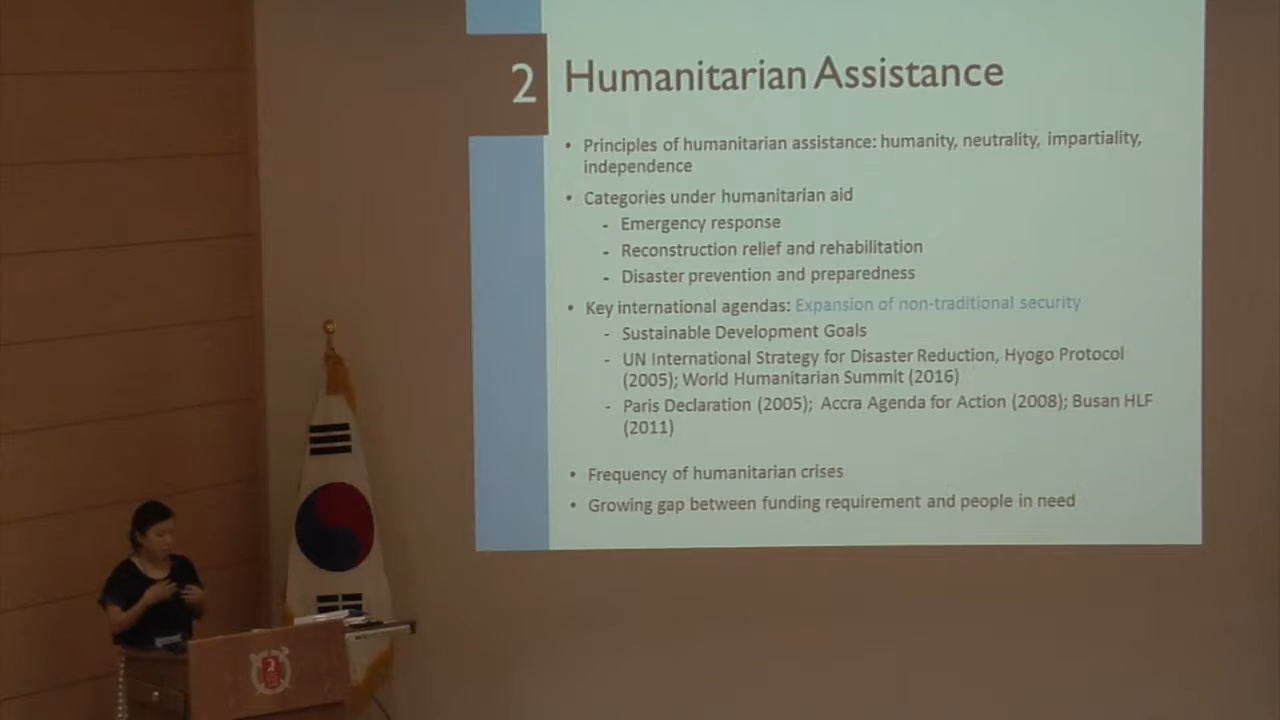 2 Humanitarian Assistance
• Principles of humanitarian assistance: humanity, neutrality, impartiality,
independence
• Categories under humanitarian aid
- Emergency response
- Reconstruction relief and rehabilitation
- Disaster prevention and preparedness
• Key international agendas: Expansion of non-traditional security
- Sustainable Development Goals
- UN International Strategy for Disaster Reduction, Hyogo Protocol
(2005); World Humanitarian Summit (2016)
- Paris Declaration (2005); Accra Agenda for Action (2008); Busan HLF
(2011)
• Frequency of humanitarian crises
• Growing gap between funding requirement and people in need